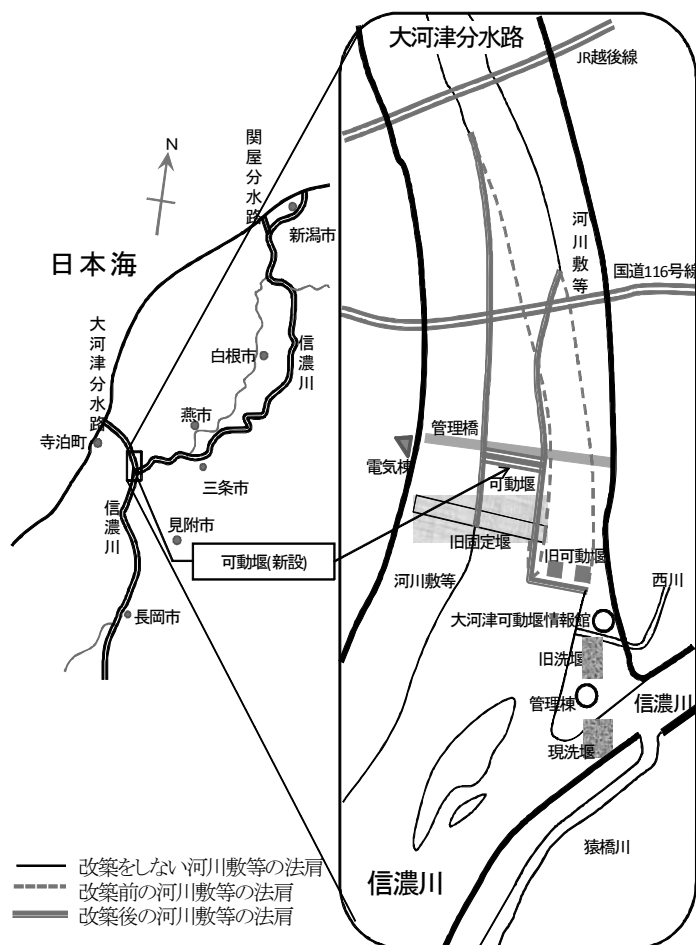 N
関屋分水路
新潟市
日本海
大河津分水路
信濃川
白根市
燕市
寺泊町
三条市
信濃川
見附市
可動堰(新設)
長岡市
大河津分水路
JR越後線
河川敷等
国道116号線
管理橋
電気棟
可動堰
旧固定堰
旧可動堰
河川敷等
西川
大河津可動堰情報館
旧洗堰
管理棟
信濃川
現洗堰
猿橋川
信濃川
改築をしない河川敷等の法肩
改築前の河川敷等の法肩
改築後の河川敷等の法肩